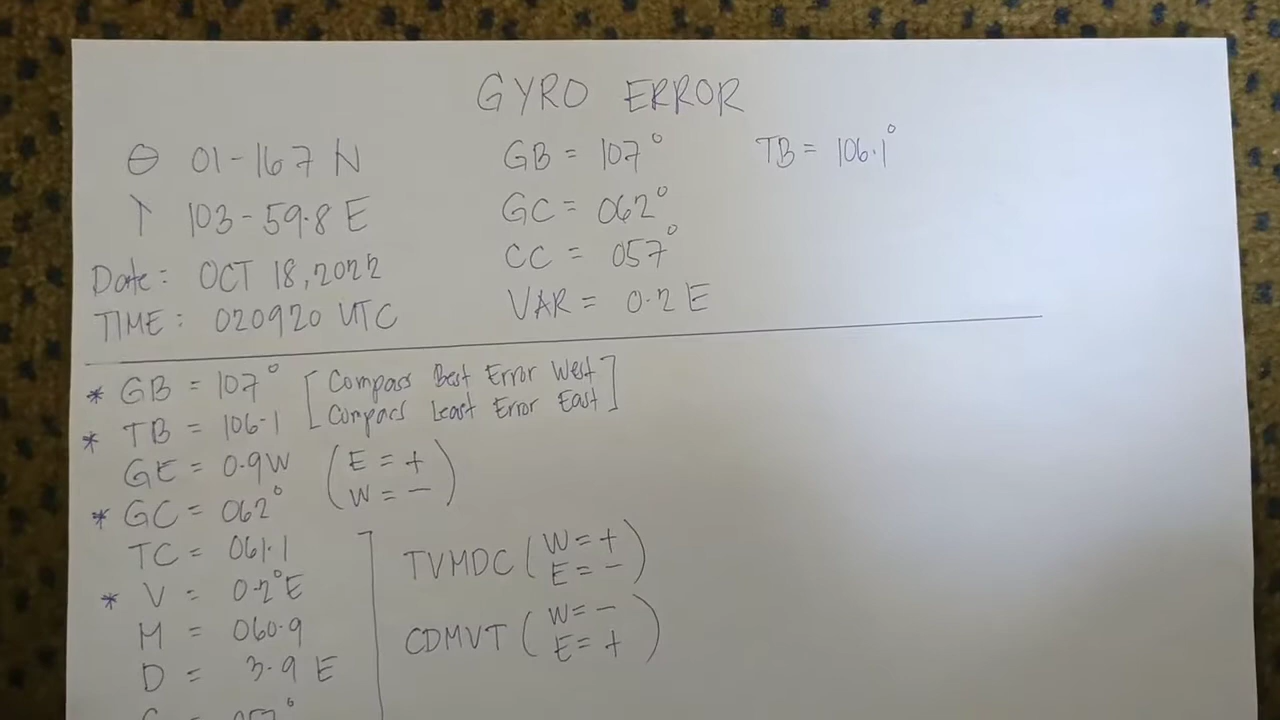 GYRO ERROR
θ 01-16.7 N
λ 103-59.8 E
Date: OCT 18, 2022
TIME: 020920 UTC
GB = 107°
GC = 062°
CC = 057°
VAR = 0.2 E
TB = 106.1°
* GB = 107° [Compass Best Error West
* TB = 106.1 Compass Least Error East]
GE = 0.9W (E = +
W = -)
* GC = 062°
TC = 061.1
* V = 0.2°E
M = 060.9
D = 3.9 E
C = 057°
TVMDC (W = +
E = -)
CDMVT (W = -
E = +)